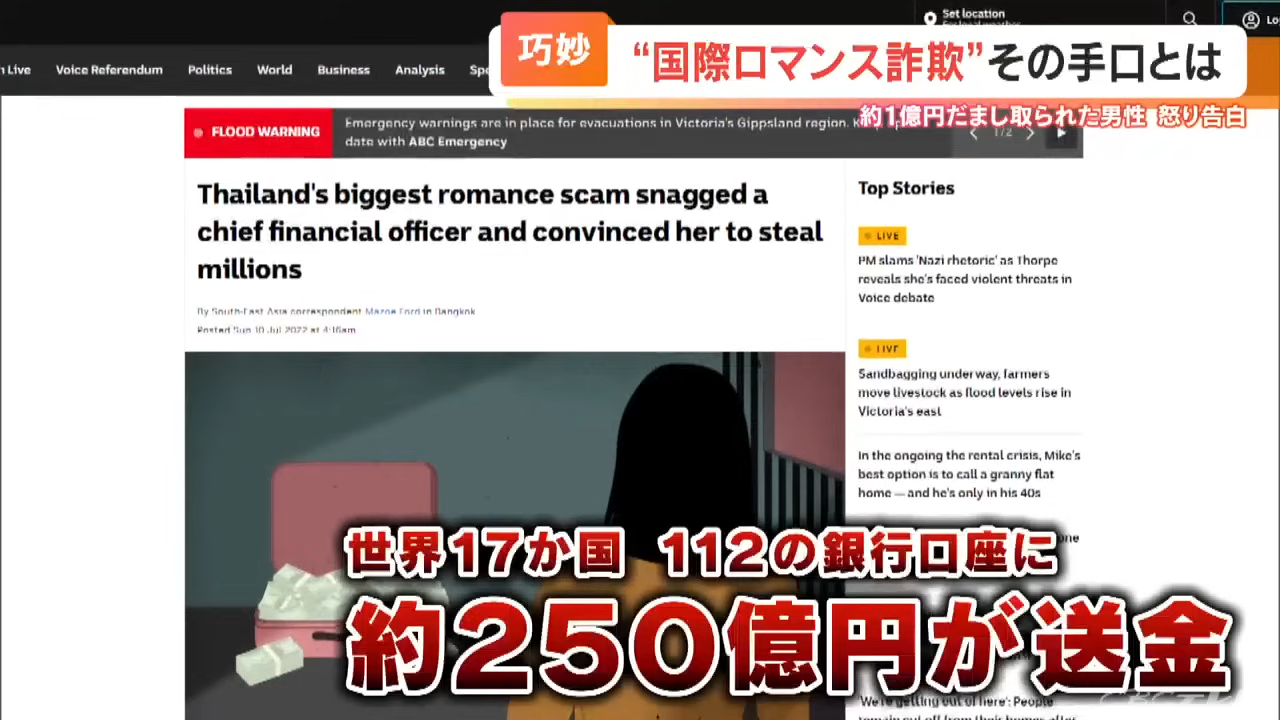 Set location
n Live Voice Referendum Politics World Business Analysis
巧妙
“国際ロマンス詐欺”その手口とは
約1億円だまし取られた男性 怒り告白
FLOOD WARNING
Emergency warnings are in place for evacuations in Victoria's Gippsland region.
date with ABC Emergency
1/2
Thailand's biggest romance scam snagged a
chief financial officer and convinced her to steal
millions
By South-East Asia correspondent Mazoe Ford in Bangkok
Posted Sun 10 Jul 2022 at 4:16am
Top Stories
LIVE
PM slams 'Nazi rhetoric' as Thorpe
reveals she's faced violent threats in
Voice debate
LIVE
Sandbagging underway, farmers
move livestock as flood levels rise in
Victoria's east
In the ongoing the rental crisis, Mike's
best option is to call a granny flat
home — and he's only in his 40s
世界17か国 112の銀行口座に
約250億円が送金
'We're getting out of here': People